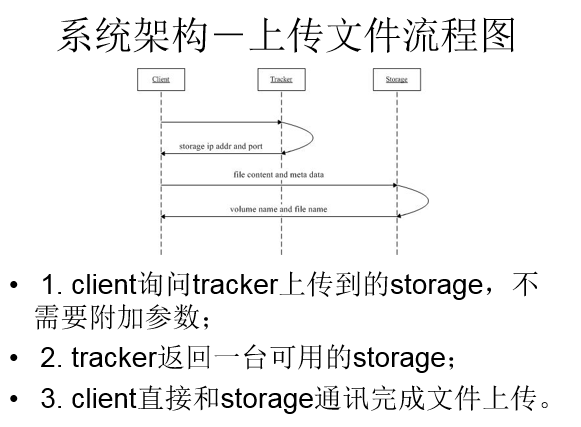 系统架构－上传文件流程图
Client
Tracker
Storage
storage ip addr and port
file content and meta data
volume name and file name
• 1. client询问tracker上传到的storage，不
需要附加参数；
• 2. tracker返回一台可用的storage；
• 3. client直接和storage通讯完成文件上传。